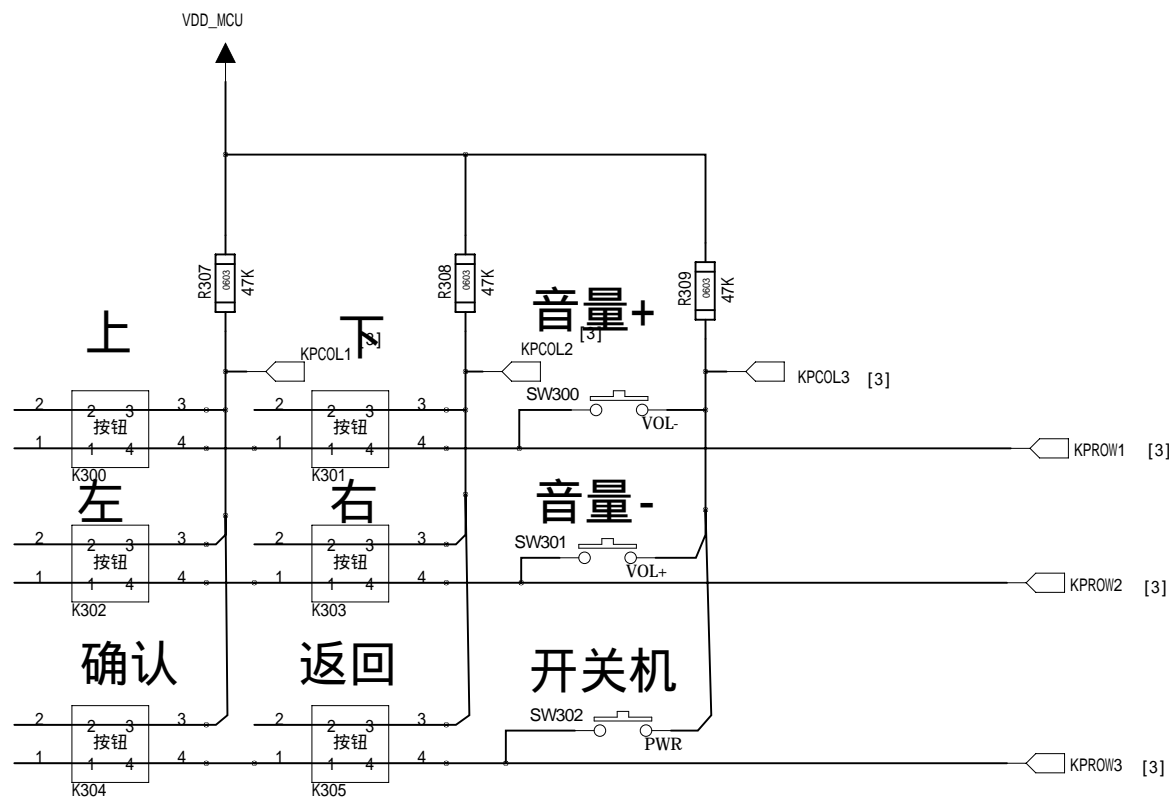 VDD_MCU
R307
0603
47K
R308
0603
47K
R309
0603
47K
上
下
音量+
KPCOL1
[3]
KPCOL2
[3]
KPCOL3 [3]
2 2 3 3 2 2 3 3
SW300
VOL-
按钮
按钮
1 1 4 4 1 1 4 4
KPROW1 [3]
K300
K301
左
右
音量-
2 2 3 3 2 2 3 3
SW301
VOL+
按钮
按钮
1 1 4 4 1 1 4 4
KPROW2 [3]
K302
K303
确认
返回
开关机
2 2 3 3 2 2 3 3
SW302
PWR
按钮
按钮
1 1 4 4 1 1 4 4
KPROW3 [3]
K304
K305